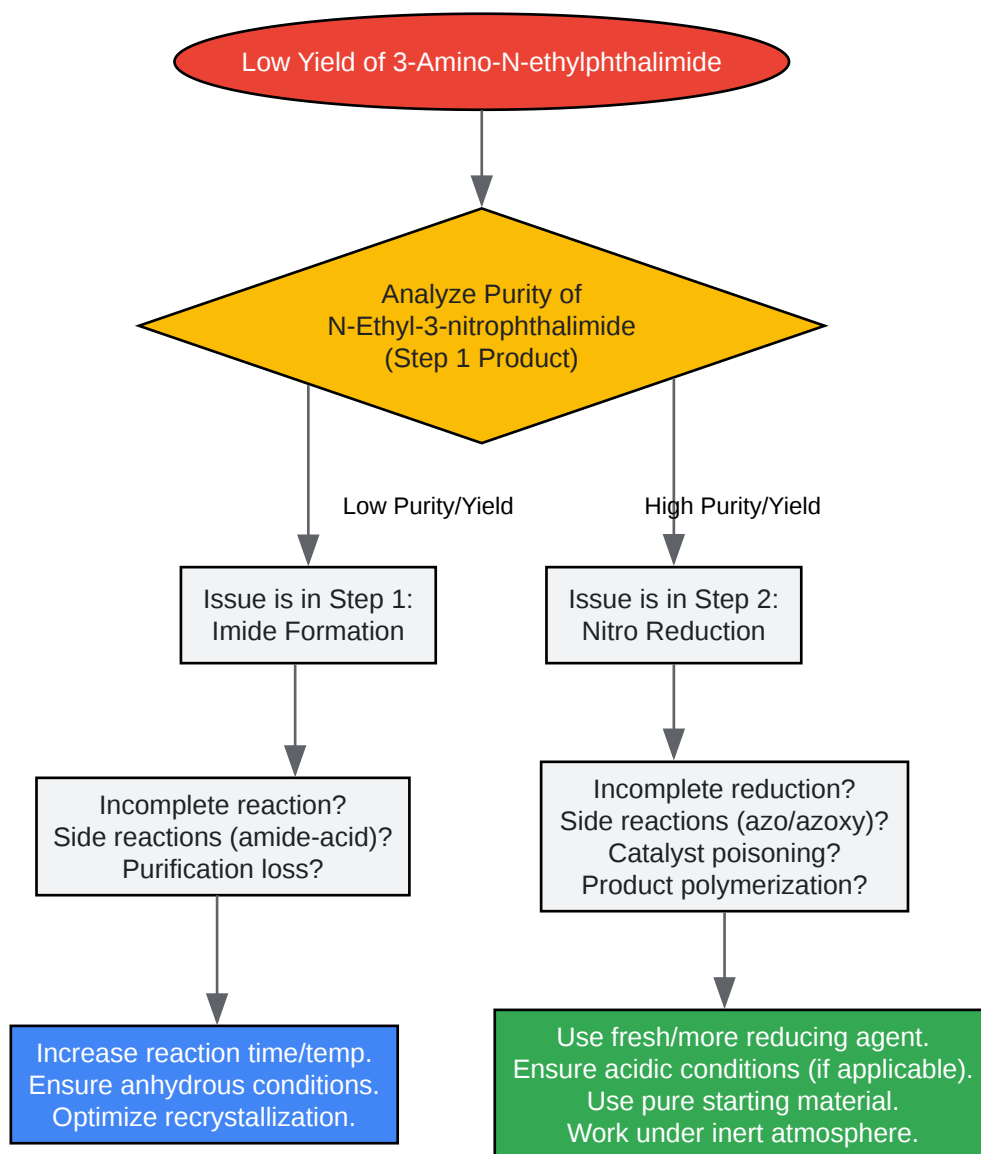 Low Yield of 3-Amino-N-ethylphthalimide
Analyze Purity of
N-Ethyl-3-nitrophthalimide
(Step 1 Product)
Low Purity/Yield
High Purity/Yield
Issue is in Step 1:
Imide Formation
Issue is in Step 2:
Nitro Reduction
Incomplete reaction?
Side reactions (amide-acid)?
Purification loss?
Incomplete reduction?
Side reactions (azo/azoxy)?
Catalyst poisoning?
Product polymerization?
Increase reaction time/temp.
Ensure anhydrous conditions.
Optimize recrystallization.
Use fresh/more reducing agent.
Ensure acidic conditions (if applicable).
Use pure starting material.
Work under inert atmosphere.